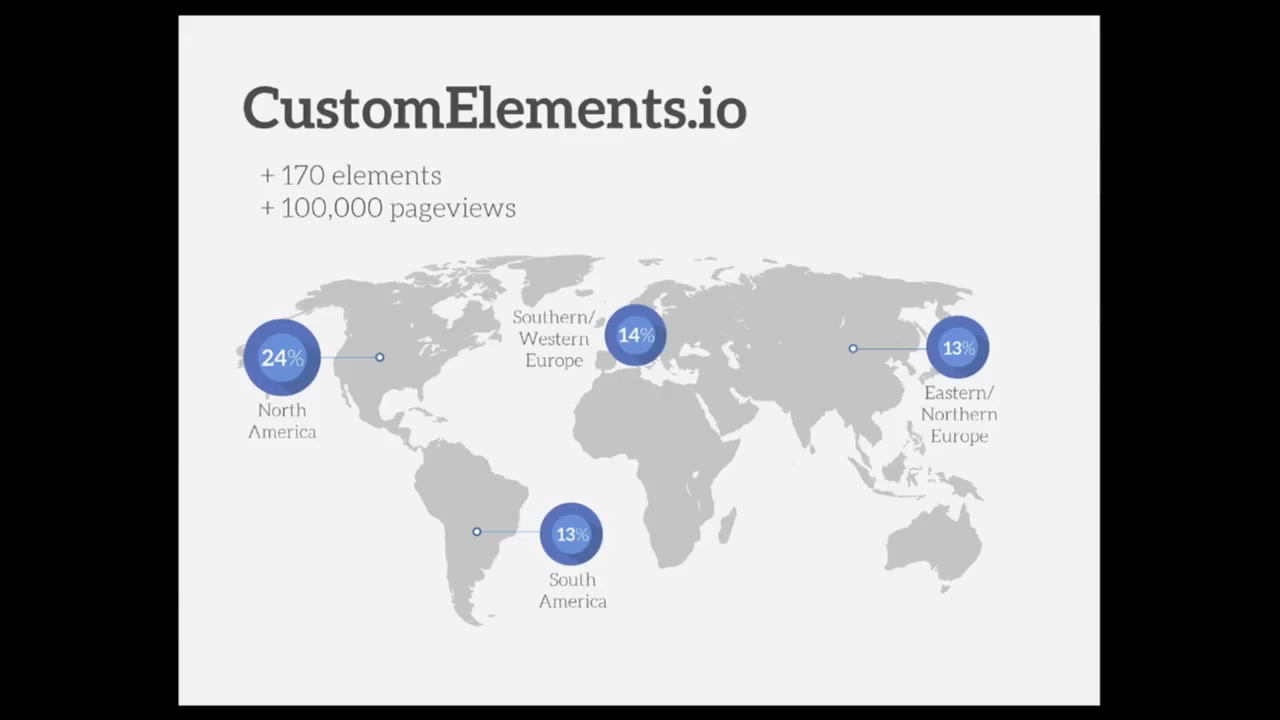 CustomElements.io
+ 170 elements
+ 100,000 pageviews
24%
North
America
Southern/
Western
Europe
14%
13%
Eastern/
Northern
Europe
13%
South
America